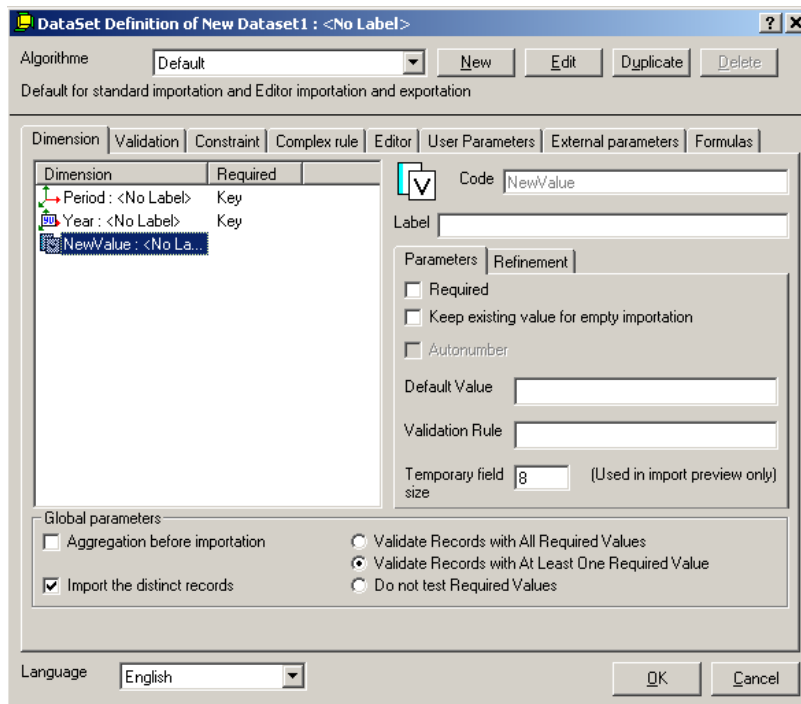 DataSet Definition of New Dataset1 : <No Label>
Algorithme Default New Edit Duplicate Delete
Default for standard importation and Editor importation and exportation
Dimension Validation Constraint Complex rule Editor User Parameters External parameters Formulas
Dimension Required
Period : <No Label> Key
Year : <No Label> Key
NewValue : <No La...
Code NewValue
Label
Parameters Refinement
Required
Keep existing value for empty importation
Autonumber
Default Value
Validation Rule
Temporary field size 8 (Used in import preview only)
Global parameters
Aggregation before importation
Import the distinct records
Validate Records with All Required Values
Validate Records with At Least One Required Value
Do not test Required Values
Language English OK Cancel